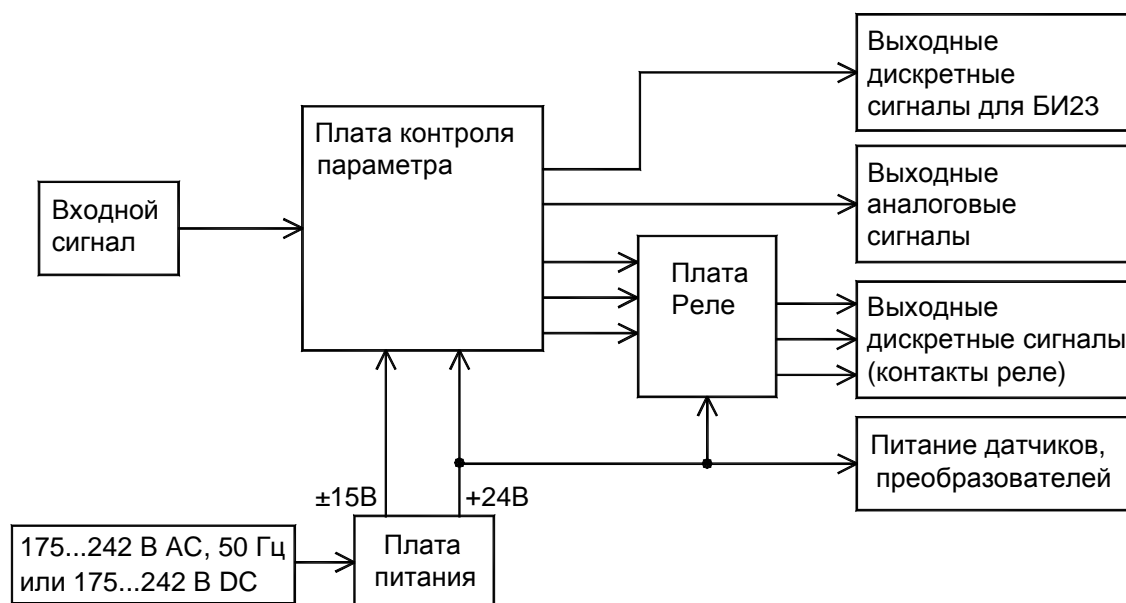 Выходные
дискретные
сигналы для БИ23
Плата контроля
параметра
Выходные
аналоговые
сигналы
Входной
сигнал
Плата
Реле
Выходные
дискретные сигналы
(контакты реле)
Питание датчиков,
преобразователей
±15В
+24В
175...242 В AC, 50 Гц
или 175...242 В DC
Плата
питания